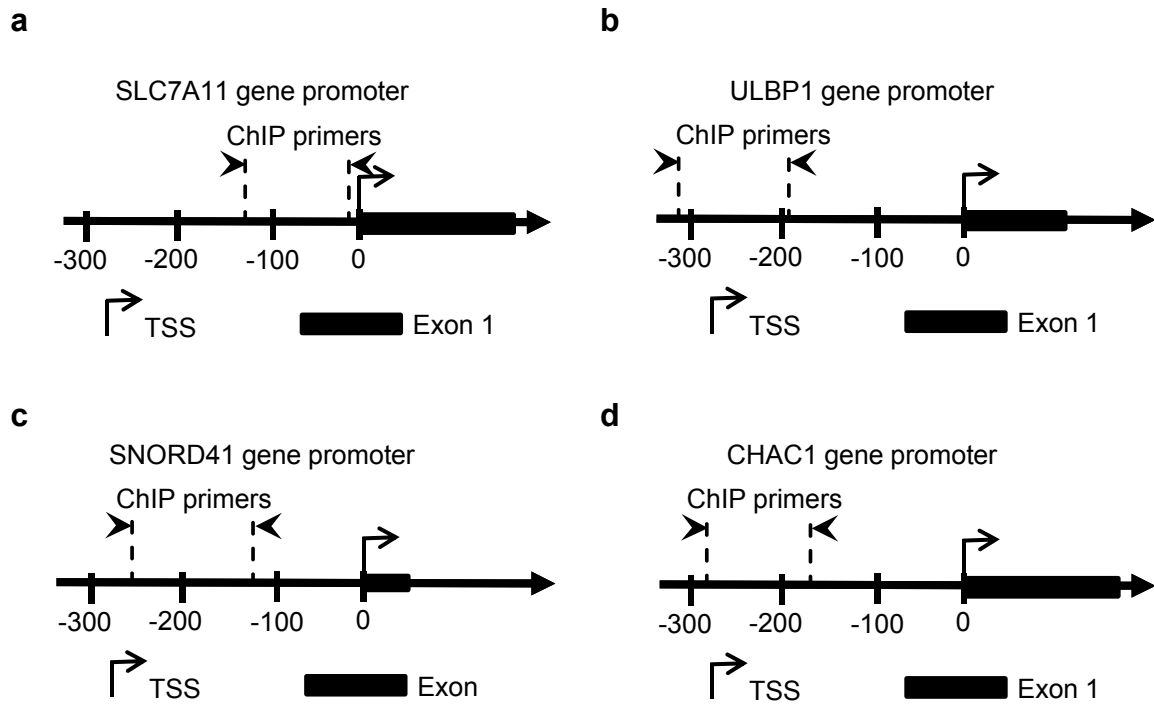 a
SLC7A11 gene promoter
ChIP primers
-300 -200 -100 0
TSS Exon 1
b
ULBP1 gene promoter
ChIP primers
-300 -200 -100 0
TSS Exon 1
c
SNORD41 gene promoter
ChIP primers
-300 -200 -100 0
TSS Exon
d
CHAC1 gene promoter
ChIP primers
-300 -200 -100 0
TSS Exon 1